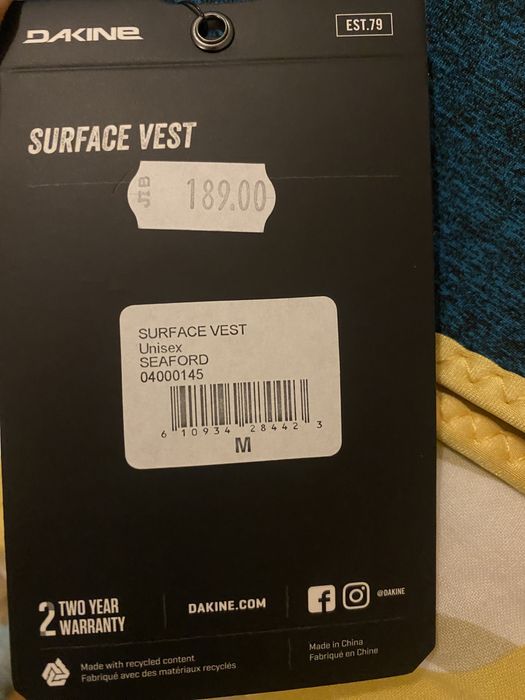 DAKINE
EST.79
SURFACE VEST
JIB
189.00
SURFACE VEST
Unisex
SEAFORD
04000145
6 10934 28442 3
M
2 TWO YEAR
WARRANTY
DAKINE.COM
@DAKINE
Made with recycled content
Fabriqué avec des matériaux recyclés
Made in China
Fabriqué en Chine